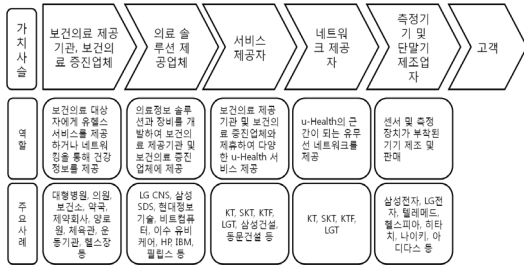 가
치
사
슬
보건의료 제공
기관, 보건의
료 증진업체
의료 솔
루션 제
공업체
서비스
제공자
네트워
크 제공
자
측정기
기 및
단말기
제조업
자
고객
역
할
보건의료 대상
자에게 유헬스
서비스를 제공
하거나 네트워
킹을 통해 건강
정보를 제공
의료정보 솔루
션과 장비를 개
발하여 보건의
료 제공기관 및
보건의료 증진
업체에 제공
보건의료 제공
기관 및 보건의
료 증진업체와
제휴하여 다양
한 u-Health 서
비스 제공
u-Health의 큰
간이 되는 유무
선 네트워크를
제공
센서 및 측정
장치가 부착된
기기 제조 및
판매
주
요
사
례
대형병원, 의원,
보건소, 약국,
제약회사, 양로
원, 체육관, 운
동기관, 헬스장
등
LG CNS, 삼성
SDS, 현대정보
기술, 비트컴퓨
터, 이수 유비
케어, HP, IBM,
필립스 등
KT, SKT, KTF,
LGT, 삼성건설,
동문건설 등
KT, SKT, KTF,
LGT
삼성전자, LG전
자, 텔레메드,
헬스피아, 히타
치, 나이키, 아
디다스 등